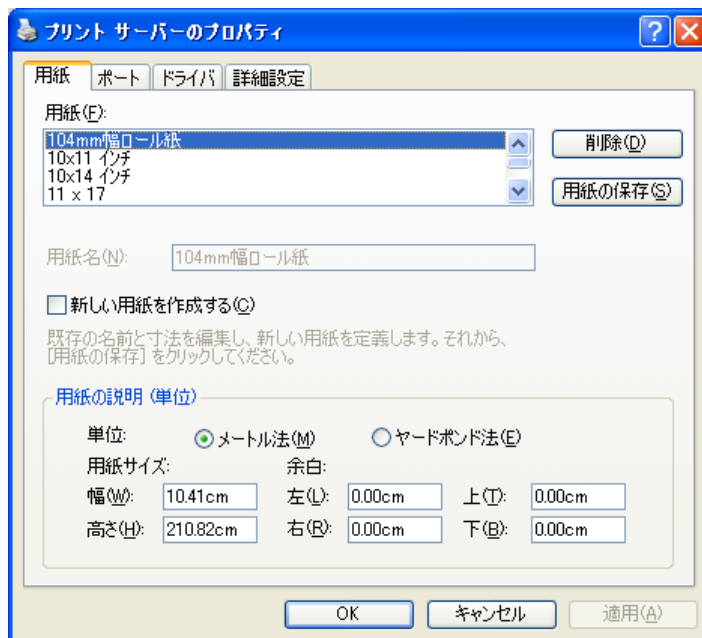 プリント サーバーのプロパティ
用紙 ポート ドライバ 詳細設定
用紙(F):
104mm幅ロール紙
10x11 インチ
10x14 インチ
11 x 17
削除(D)
用紙の保存(S)
用紙名(N): 104mm幅ロール紙
新しい用紙を作成する(C)
既存の名前と寸法を編集し、新しい用紙を定義します。それから、
[用紙の保存] をクリックしてください。
用紙の説明 (単位)
単位: メートル法(M) ヤードポンド法(E)
用紙サイズ: 余白:
幅(W): 10.41cm 左(L): 0.00cm 上(T): 0.00cm
高さ(H): 210.82cm 右(R): 0.00cm 下(B): 0.00cm
OK キャンセル 適用(A)